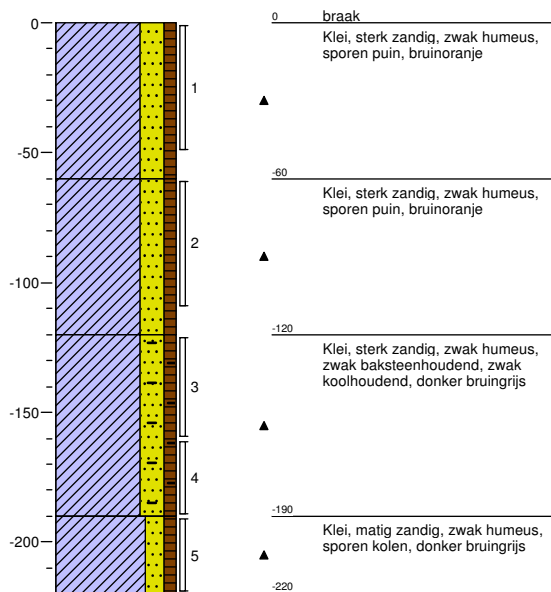 0
-50
-100
-150
-200
1
2
3
4
5
0 braak
Klei, sterk zandig, zwak humeus,
sporen puin, bruinoranje
-60
Klei, sterk zandig, zwak humeus,
sporen puin, bruinoranje
-120
Klei, sterk zandig, zwak humeus,
zwak baksteenhoudend, zwak
koolhoudend, donker bruingrijs
-190
Klei, matig zandig, zwak humeus,
sporen kolen, donker bruingrijs
-220